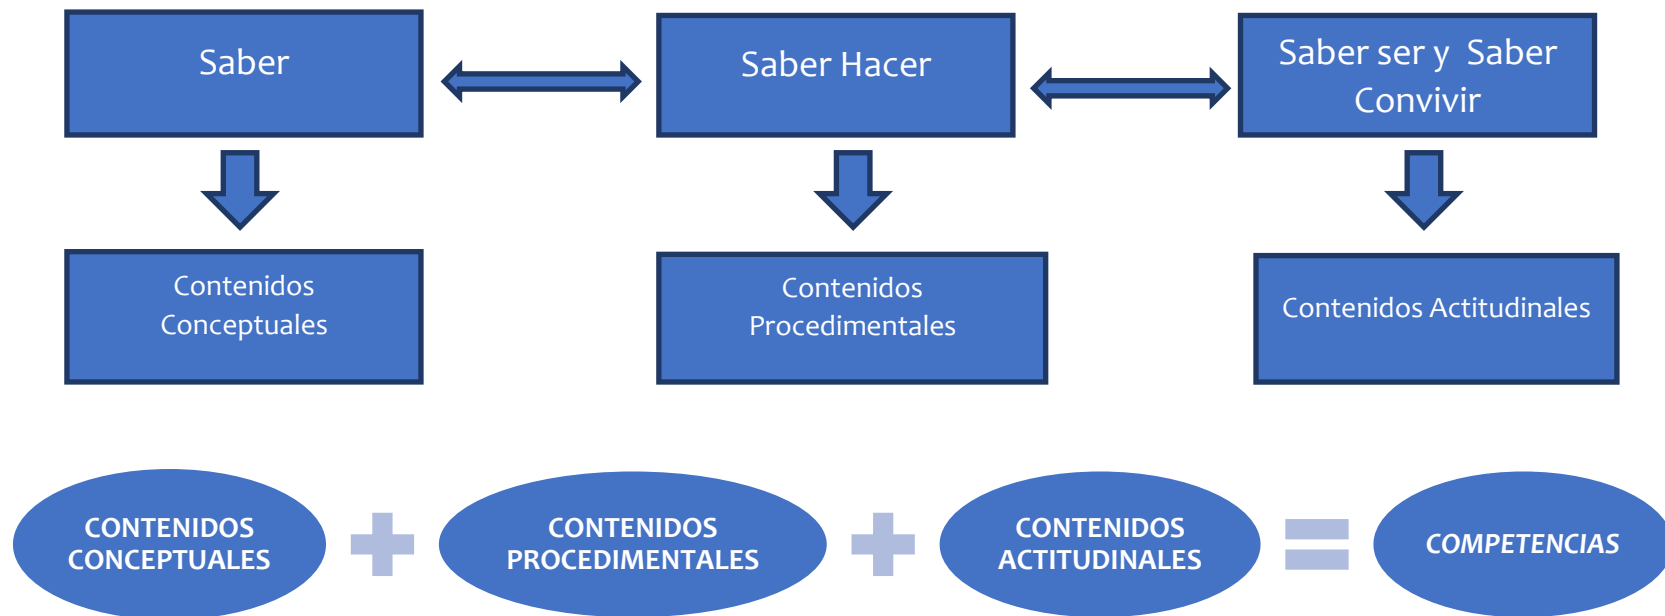 Saber
Saber Hacer
Saber ser y Saber
Convivir
Contenidos
Conceptuales
Contenidos
Procedimentales
Contenidos Actitudinales
CONTENIDOS
CONCEPTUALES
CONTENIDOS
PROCEDIMENTALES
CONTENIDOS
ACTITUDINALES
COMPETENCIAS